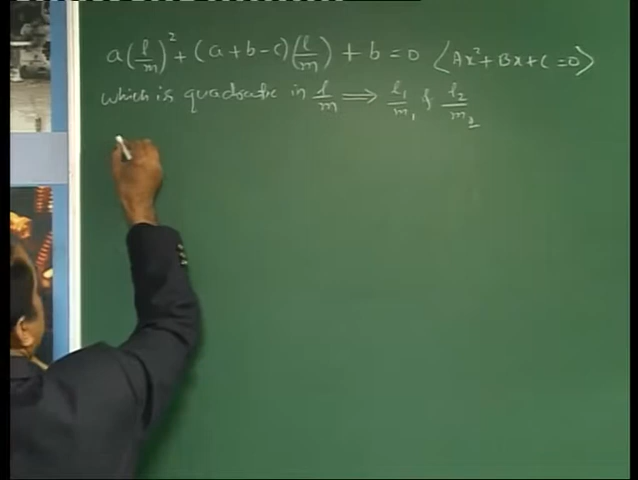 a(l/m)² + (a+b-c)(l/m) + b = 0 ⟨Ax²+Bx+C=0⟩
which is quadratic in l/m ⟹ l₁/m₁ & l₂/m₂